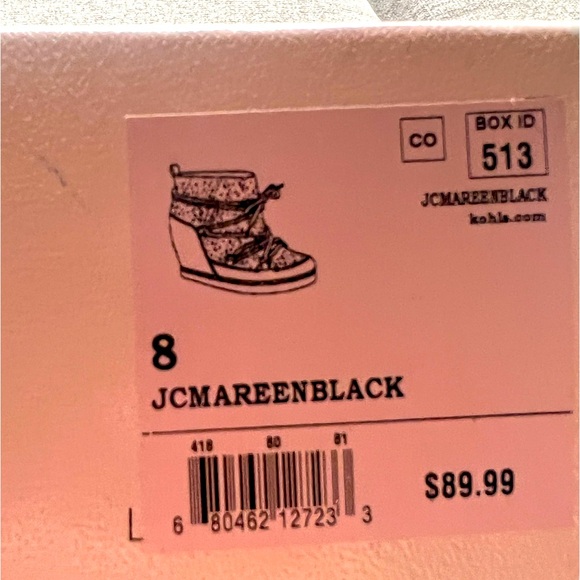 CO
BOX ID
513
JCMAREENBLACK
kohls.com
8
JCMAREENBLACK
418 80 81
$89.99
L
6 80462 12723 3